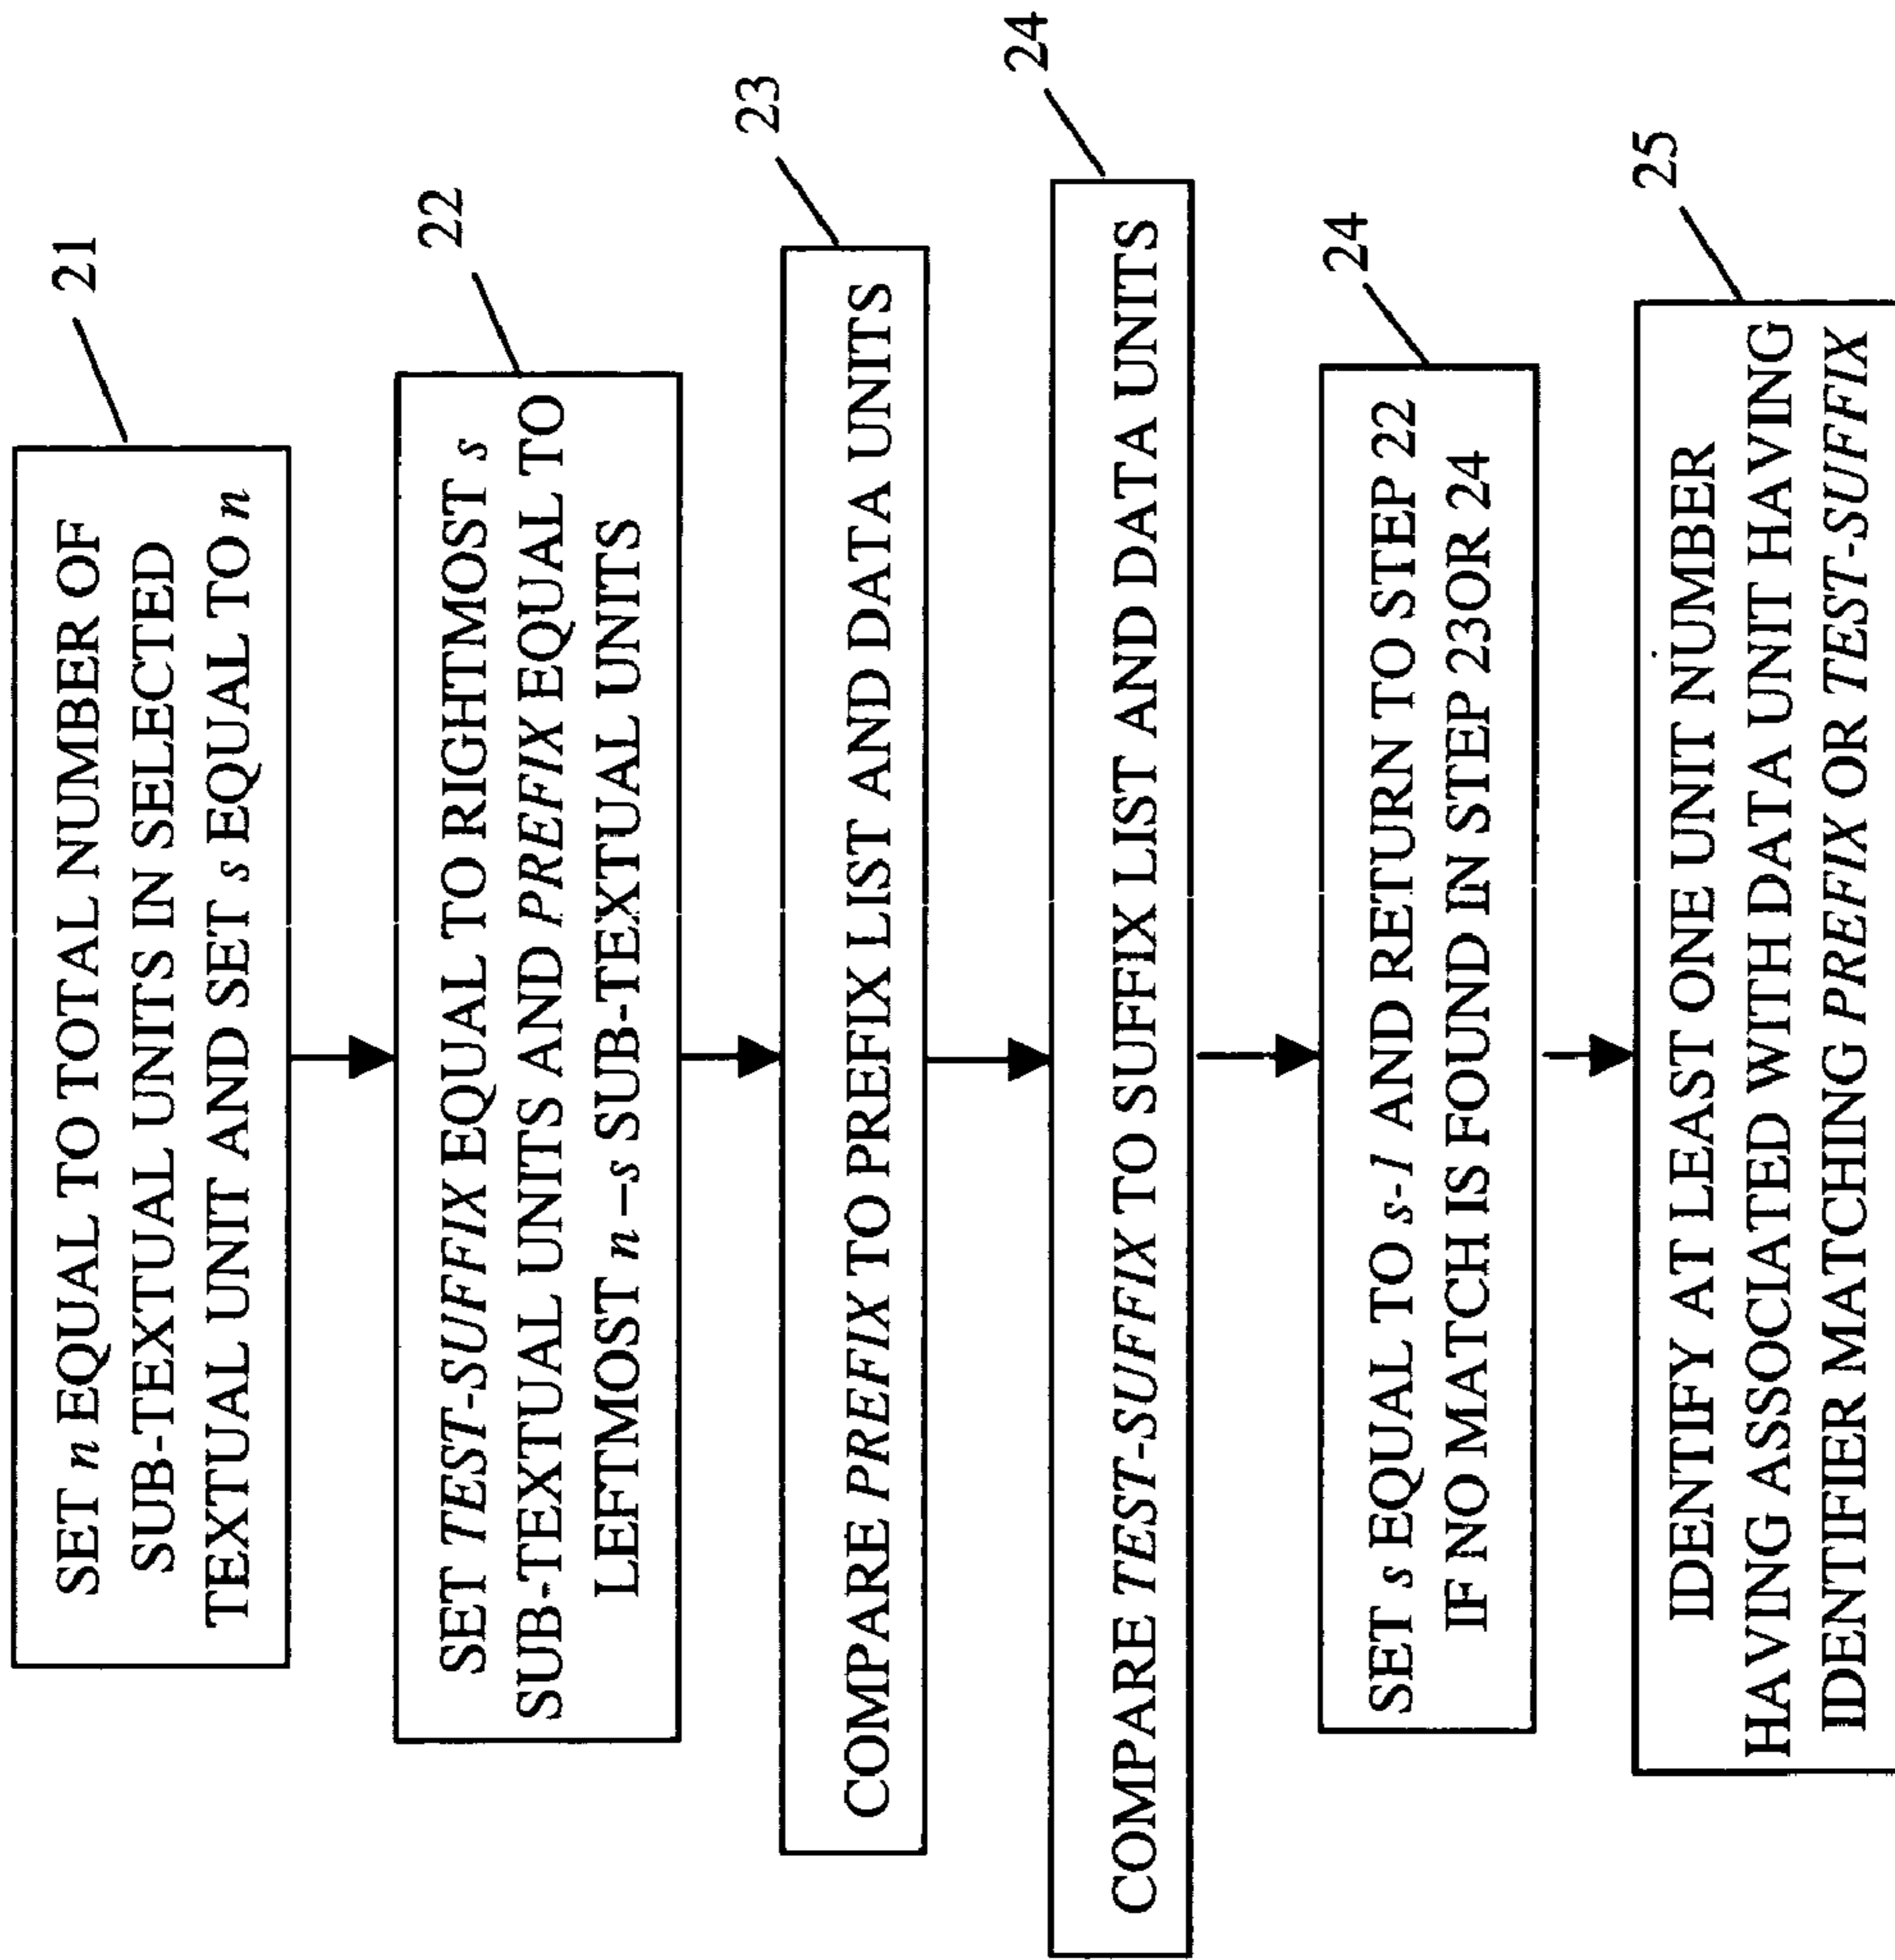 21
SET n EQUAL TO TOTAL NUMBER OF
SUB-TEXTUAL UNITS IN SELECTED
TEXTUAL UNIT AND SET s EQUAL TO n
22
SET TEST-SUFFIX EQUAL TO RIGHTMOST s
SUB-TEXTUAL UNITS AND PREFIX EQUAL TO
LEFTMOST n–s SUB-TEXTUAL UNITS
23
COMPARE PREFIX TO PREFIX LIST AND DATA UNITS
24
COMPARE TEST-SUFFIX TO SUFFIX LIST AND DATA UNITS
24
SET s EQUAL TO s-1 AND RETURN TO STEP 22
IF NO MATCH IS FOUND IN STEP 23OR 24
25
IDENTIFY AT LEAST ONE UNIT NUMBER
HAVING ASSOCIATED WITH DATA UNIT HAVING
IDENTIFIER MATCHING PREFIX OR TEST-SUFFIX